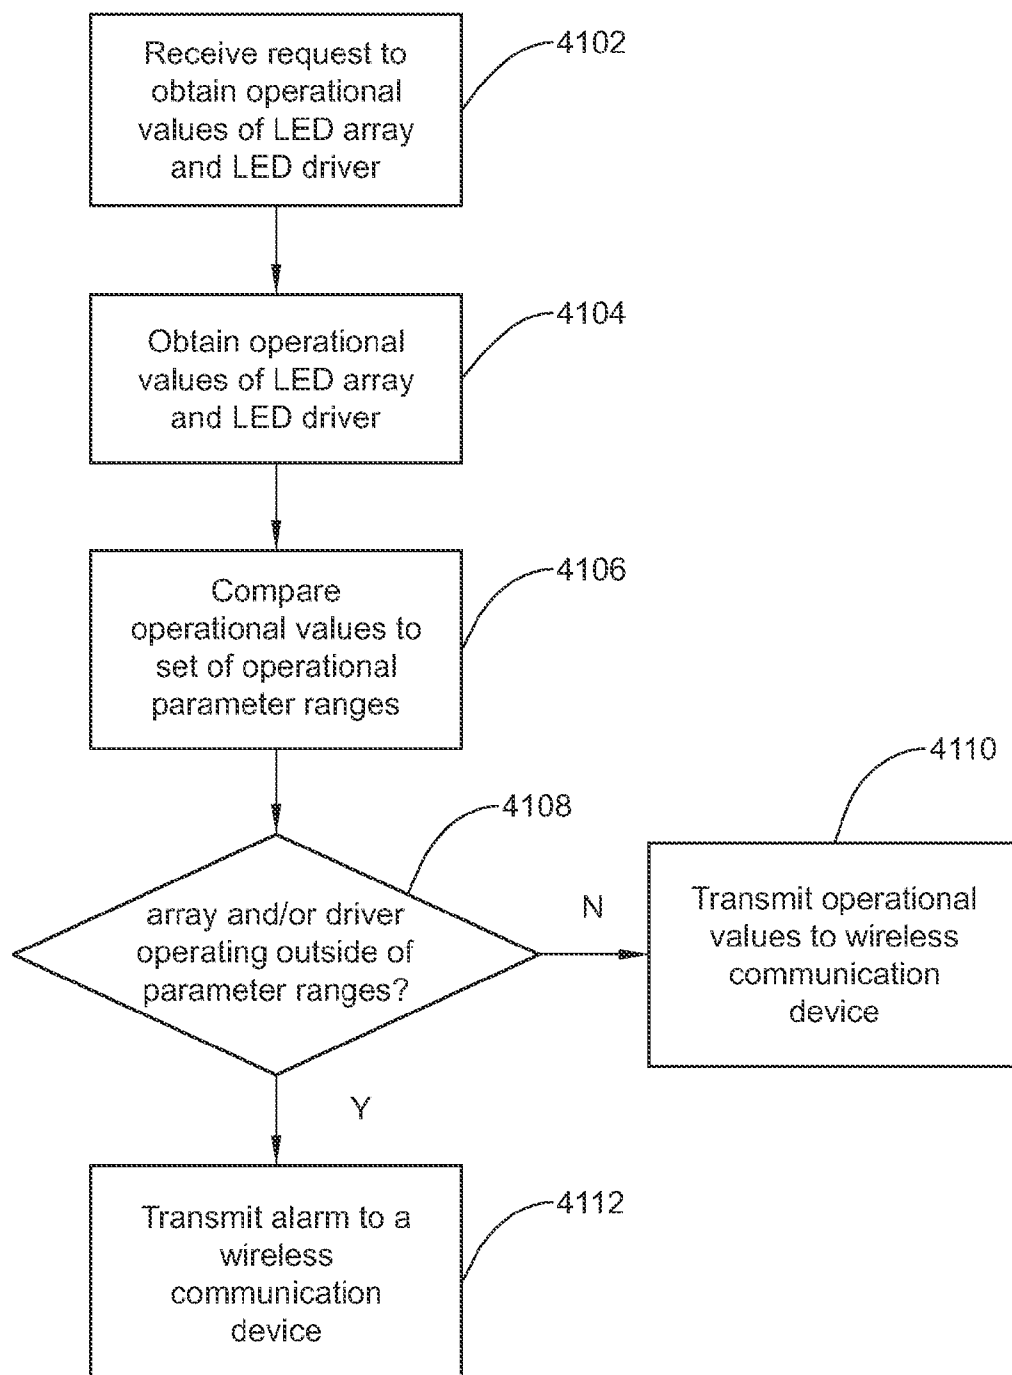 Receive request to
obtain operational
values of LED array
and LED driver
4102
Obtain operational
values of LED array
and LED driver
4104
Compare
operational values to
set of operational
parameter ranges
4106
array and/or driver
operating outside of
parameter ranges?
4108
N
Transmit operational
values to wireless
communication
device
4110
Y
Transmit alarm to a
wireless
communication
device
4112